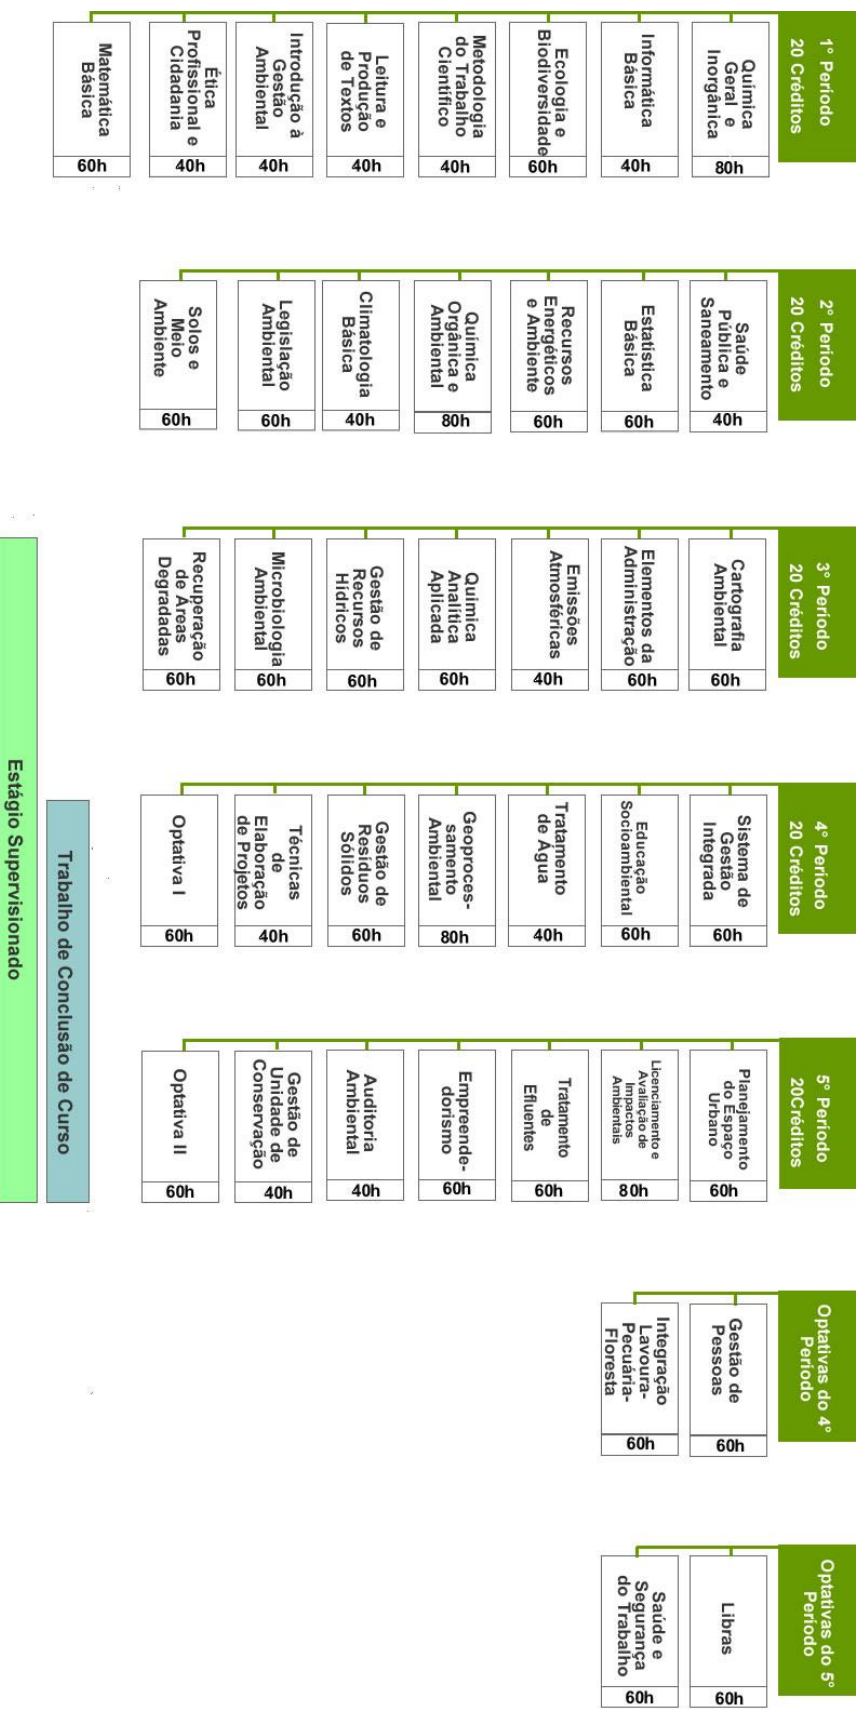 1° Período
20 Créditos
Química
Geral e
Inorgânica
80h
Informática
Básica
40h
Ecologia e
Biodiversidade
60h
Metodologia
do Trabalho
Científico
40h
Leitura e
Produção
de Textos
40h
Introdução à
Gestão
Ambiental
40h
Ética
Profissional e
Cidadania
40h
Matemática
Básica
60h
2° Período
20 Créditos
Saúde
Pública e
Saneamento
40h
Estatistica
Básica
60h
Recursos
Energéticos
e Ambiente
60h
Química
Orgânica e
Ambiental
80h
Climatologia
Básica
40h
Legislação
Ambiental
60h
Solos e
Meio
Ambiente
60h
3° Período
20 Créditos
Cartografia
Ambiental
60h
Elementos da
Administração
60h
Emissões
Atmosféricas
40h
Quimica
Analítica
Aplicada
60h
Gestão de
Recursos
Hídricos
60h
Microbiologia
Ambiental
60h
Recuperação
de Áreas
Degradadas
60h
4° Período
20 Créditos
Sistema de
Gestão
Integrada
60h
Educação
Socioambiental
60h
Tratamento
de Água
40h
Geoproces-
samento
Ambiental
80h
Gestão de
Resíduos
Sólidos
60h
Técnicas
de
Elaboração
de Projetos
40h
Optativa I
60h
5° Período
20Créditos
Planejamento
do Espaço
Urbano
60h
Licenciamento e
Avaliação de
Impactos
Ambientais
80h
Tratamento
de
Efluentes
60h
Empreende-
dorismo
60h
Auditoria
Ambiental
40h
Gestão de
Unidade de
Conservação
40h
Optativa II
60h
Optativas do 4°
Período
Gestão de
Pessoas
60h
Integração
Lavoura-
Pecuária-
Floresta
60h
Optativas do 5°
Período
Libras
60h
Saúde e
Segurança
do Trabalho
60h
Trabalho de Conclusão de Curso
Estágio Supervisionado